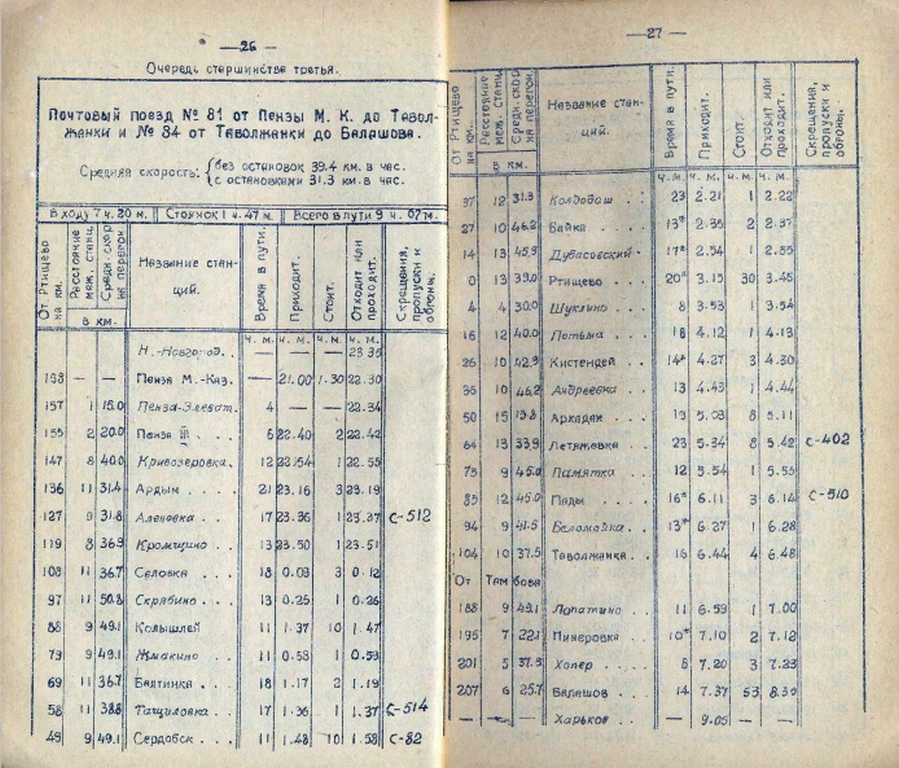 — 26 —
Очередь старшинства третья.
Почтовый поезд № 81 от Пензы М. К. до Тавол-
жанки и № 84 от Таволжанки до Балашова.
Средняя скорость: без остановок 39.4 км. в час.
с остановками 31.3 км. в час.
В ходу 7 ч. 20 м. Стоянок 1 ч. 47 м. Всего в пути 9 ч. 07 м.
От Ртищево на км. Расстояние меж. станц. Средн. скор на перегон. Название стан-ций. Время в пути. Приходит. Стоит. Отходит или проходит. Скрещения, пропуски и обгоны.
в км.
ч. м. ч. м. ч. м. ч. м.
Н.-Новгород. . — — — 23 35
158 — — Пенза М.-Каз. — 21.00 1.30 22.30
157 1 15.0 Пенза-Элеват. 4 — — 22.34
155 2 20.0 Пенза III . . . 6 22.40 2 22.42
147 8 40.0 Кривозеровка. 12 22.54 1 22.55
136 11 31.4 Ардым . . . . 21 23.16 3 23.19
127 9 31.8 Аленовка . . 17 23.36 1 23.37 С-512
119 8 36.9 Кромщино . . 13 23.50 1 23.51
108 11 36.7 Саловка . . . 18 0.09 3 0.12
97 11 50.8 Скрябино . . . 13 0.25 1 0.26
88 9 49.1 Колышлей 11 1.37 10 1.47
79 9 49.1 Жмакино . . 11 0.58 1 0.59
69 11 36.7 Балтинка . . . 18 1.17 2 1.19
58 11 38.8 Тащиловка . . 17 1.36 1 1.37 С-514
49 9 49.1 Сердобск . . . 11 1.48 10 1.58 С-82
— 27 —
От Ртищево на км. Расстояние меж. станц. Средн. скор на перегон. Название стан-ций. Время в пути. Приходит. Стоит. Отходит или проходит. Скрещения, пропуски и обгоны.
в км.
ч. м. ч. м. ч. м. ч. м.
37 12 31.3 Колдобаш . . 23 2.21 1 2.22
27 10 46.2 Байка . . . 13* 2.35 2 2.37
14 13 45.9 Дубасовский . 17* 2.54 1 2.55
0 13 39.0 Ртищево . . . 20* 3.15 30 3.45
4 4 30.0 Шуклино . . . 8 3.53 1 3.54
16 12 40.0 Потьма . . . 18 4.12 1 4.13
26 10 42.9 Кистендей . . 14* 4.27 3 4.30
36 10 46.2 Андреевка . . 13 4.43 1 4.44
50 15 Аркадак . . . 5.03 8 5.11
64 13 33.9 Летяжевка . . 23 5.34 8 5.42 С-402
73 9 45.0 Памятка . . 12 5.54 1 5.55
85 12 45.0 Пады . . . . 16* 6.11 3 6.14 С-510
94 9 41.5 Беломойка . . 13* 6.27 1 6.28
104 10 37.5 Таволжанка. . 16 6.44 4 6.48
От Тамбова
188 9 49.1 Лопатино . . 11 6.59 1 7.00
195 7 22.1 Пинеровка . . 10* 7.10 2 7.12
201 5 37.5 Хопер . . . . 8 7.20 3 7.23
207 6 25.7 Балашов . . . 14 7.37 53 8.30
— — — Харьков . . — 9.05 — —